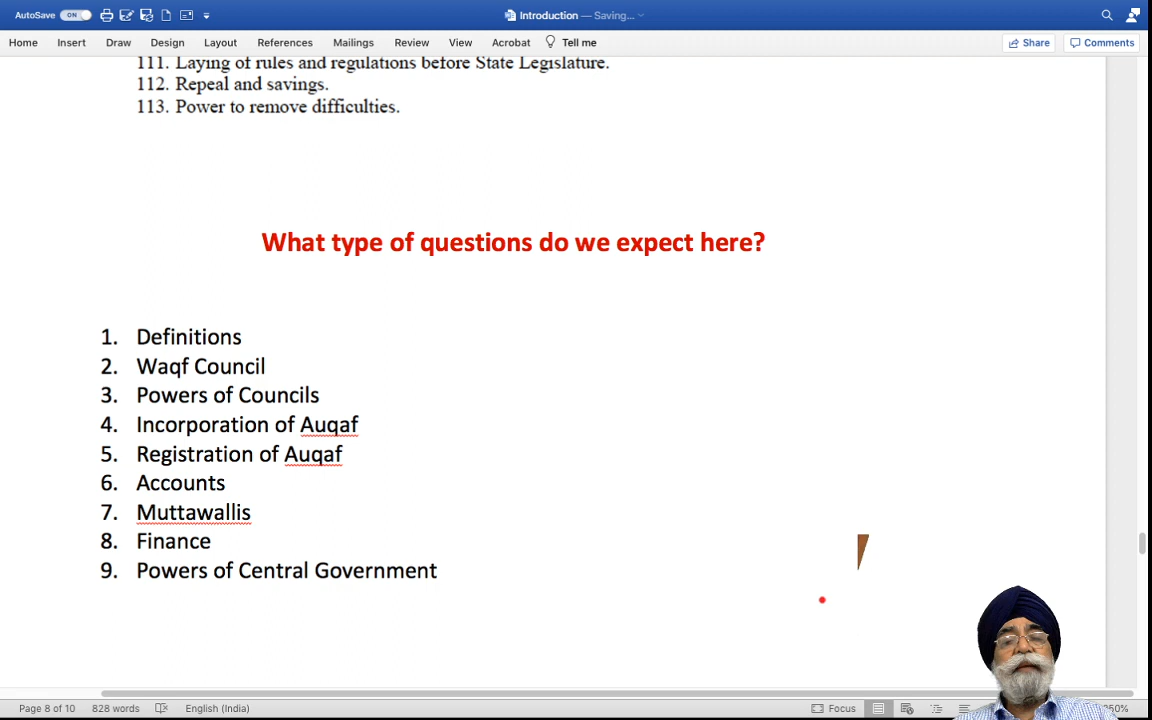 AutoSave ON Introduction — Saving...
Home Insert Draw Design Layout References Mailings Review View Acrobat Tell me Share Comments
111. Laying of rules and regulations before State Legislature.
112. Repeal and savings.
113. Power to remove difficulties.
What type of questions do we expect here?
1. Definitions
2. Waqf Council
3. Powers of Councils
4. Incorporation of Auqaf
5. Registration of Auqaf
6. Accounts
7. Muttawallis
8. Finance
9. Powers of Central Government
Page 8 of 10 828 words English (India) Focus